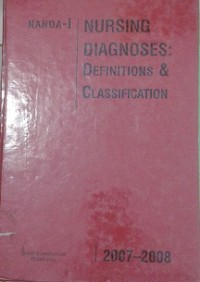 NANDA-I
NURSING
DIAGNOSES:
DEFINITIONS &
CLASSIFICATION
2007-2008